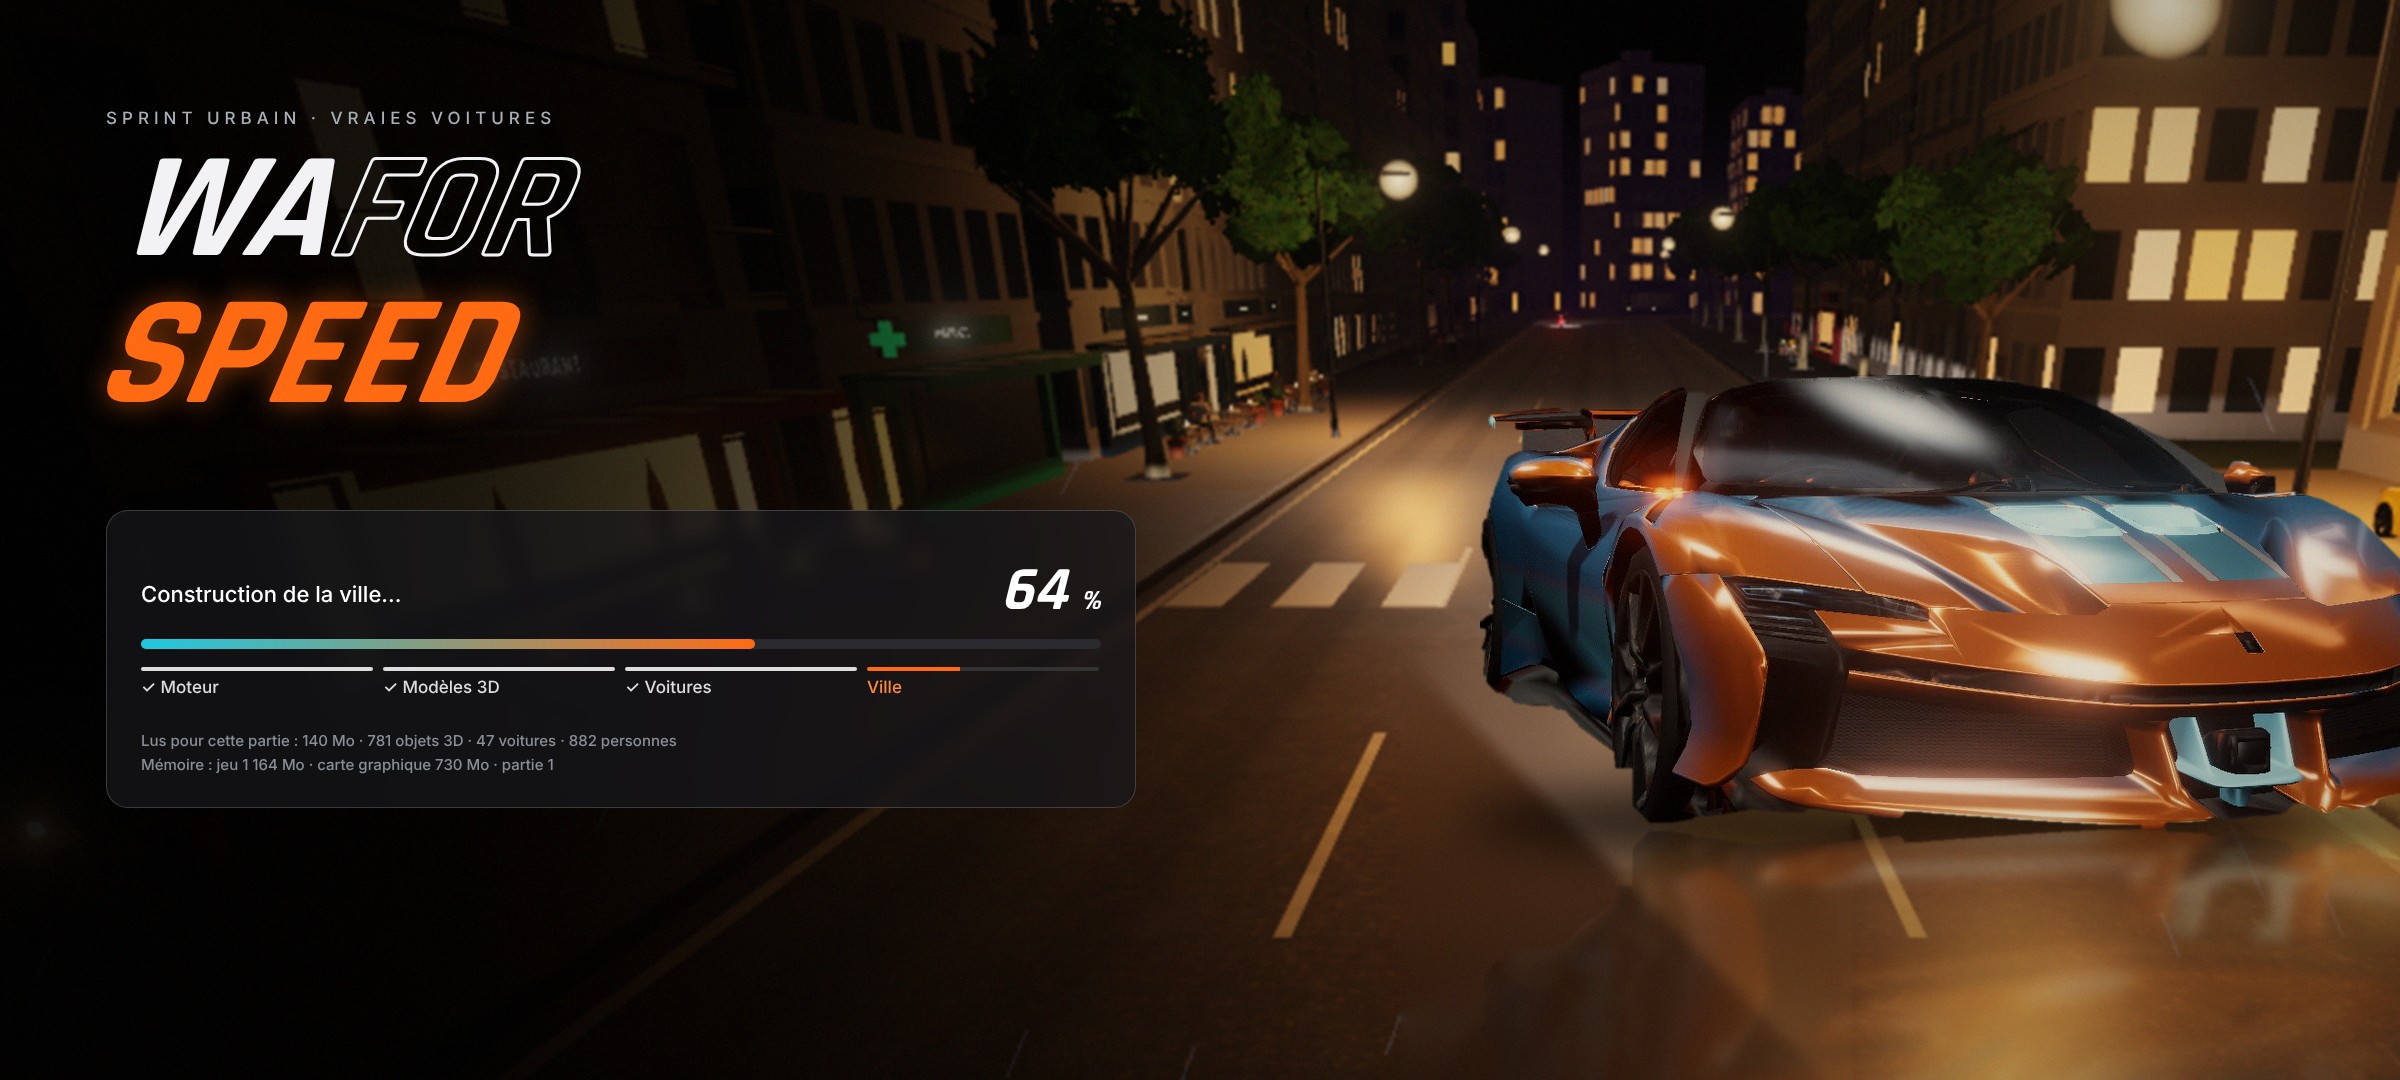 SPRINT URBAIN · VRAIES VOITURES
WAFOR
SPEED
Construction de la ville...
64 %
✓ Moteur ✓ Modèles 3D ✓ Voitures Ville
Lus pour cette partie : 140 Mo · 781 objets 3D · 47 voitures · 882 personnes
Mémoire : jeu 1 164 Mo · carte graphique 730 Mo · partie 1